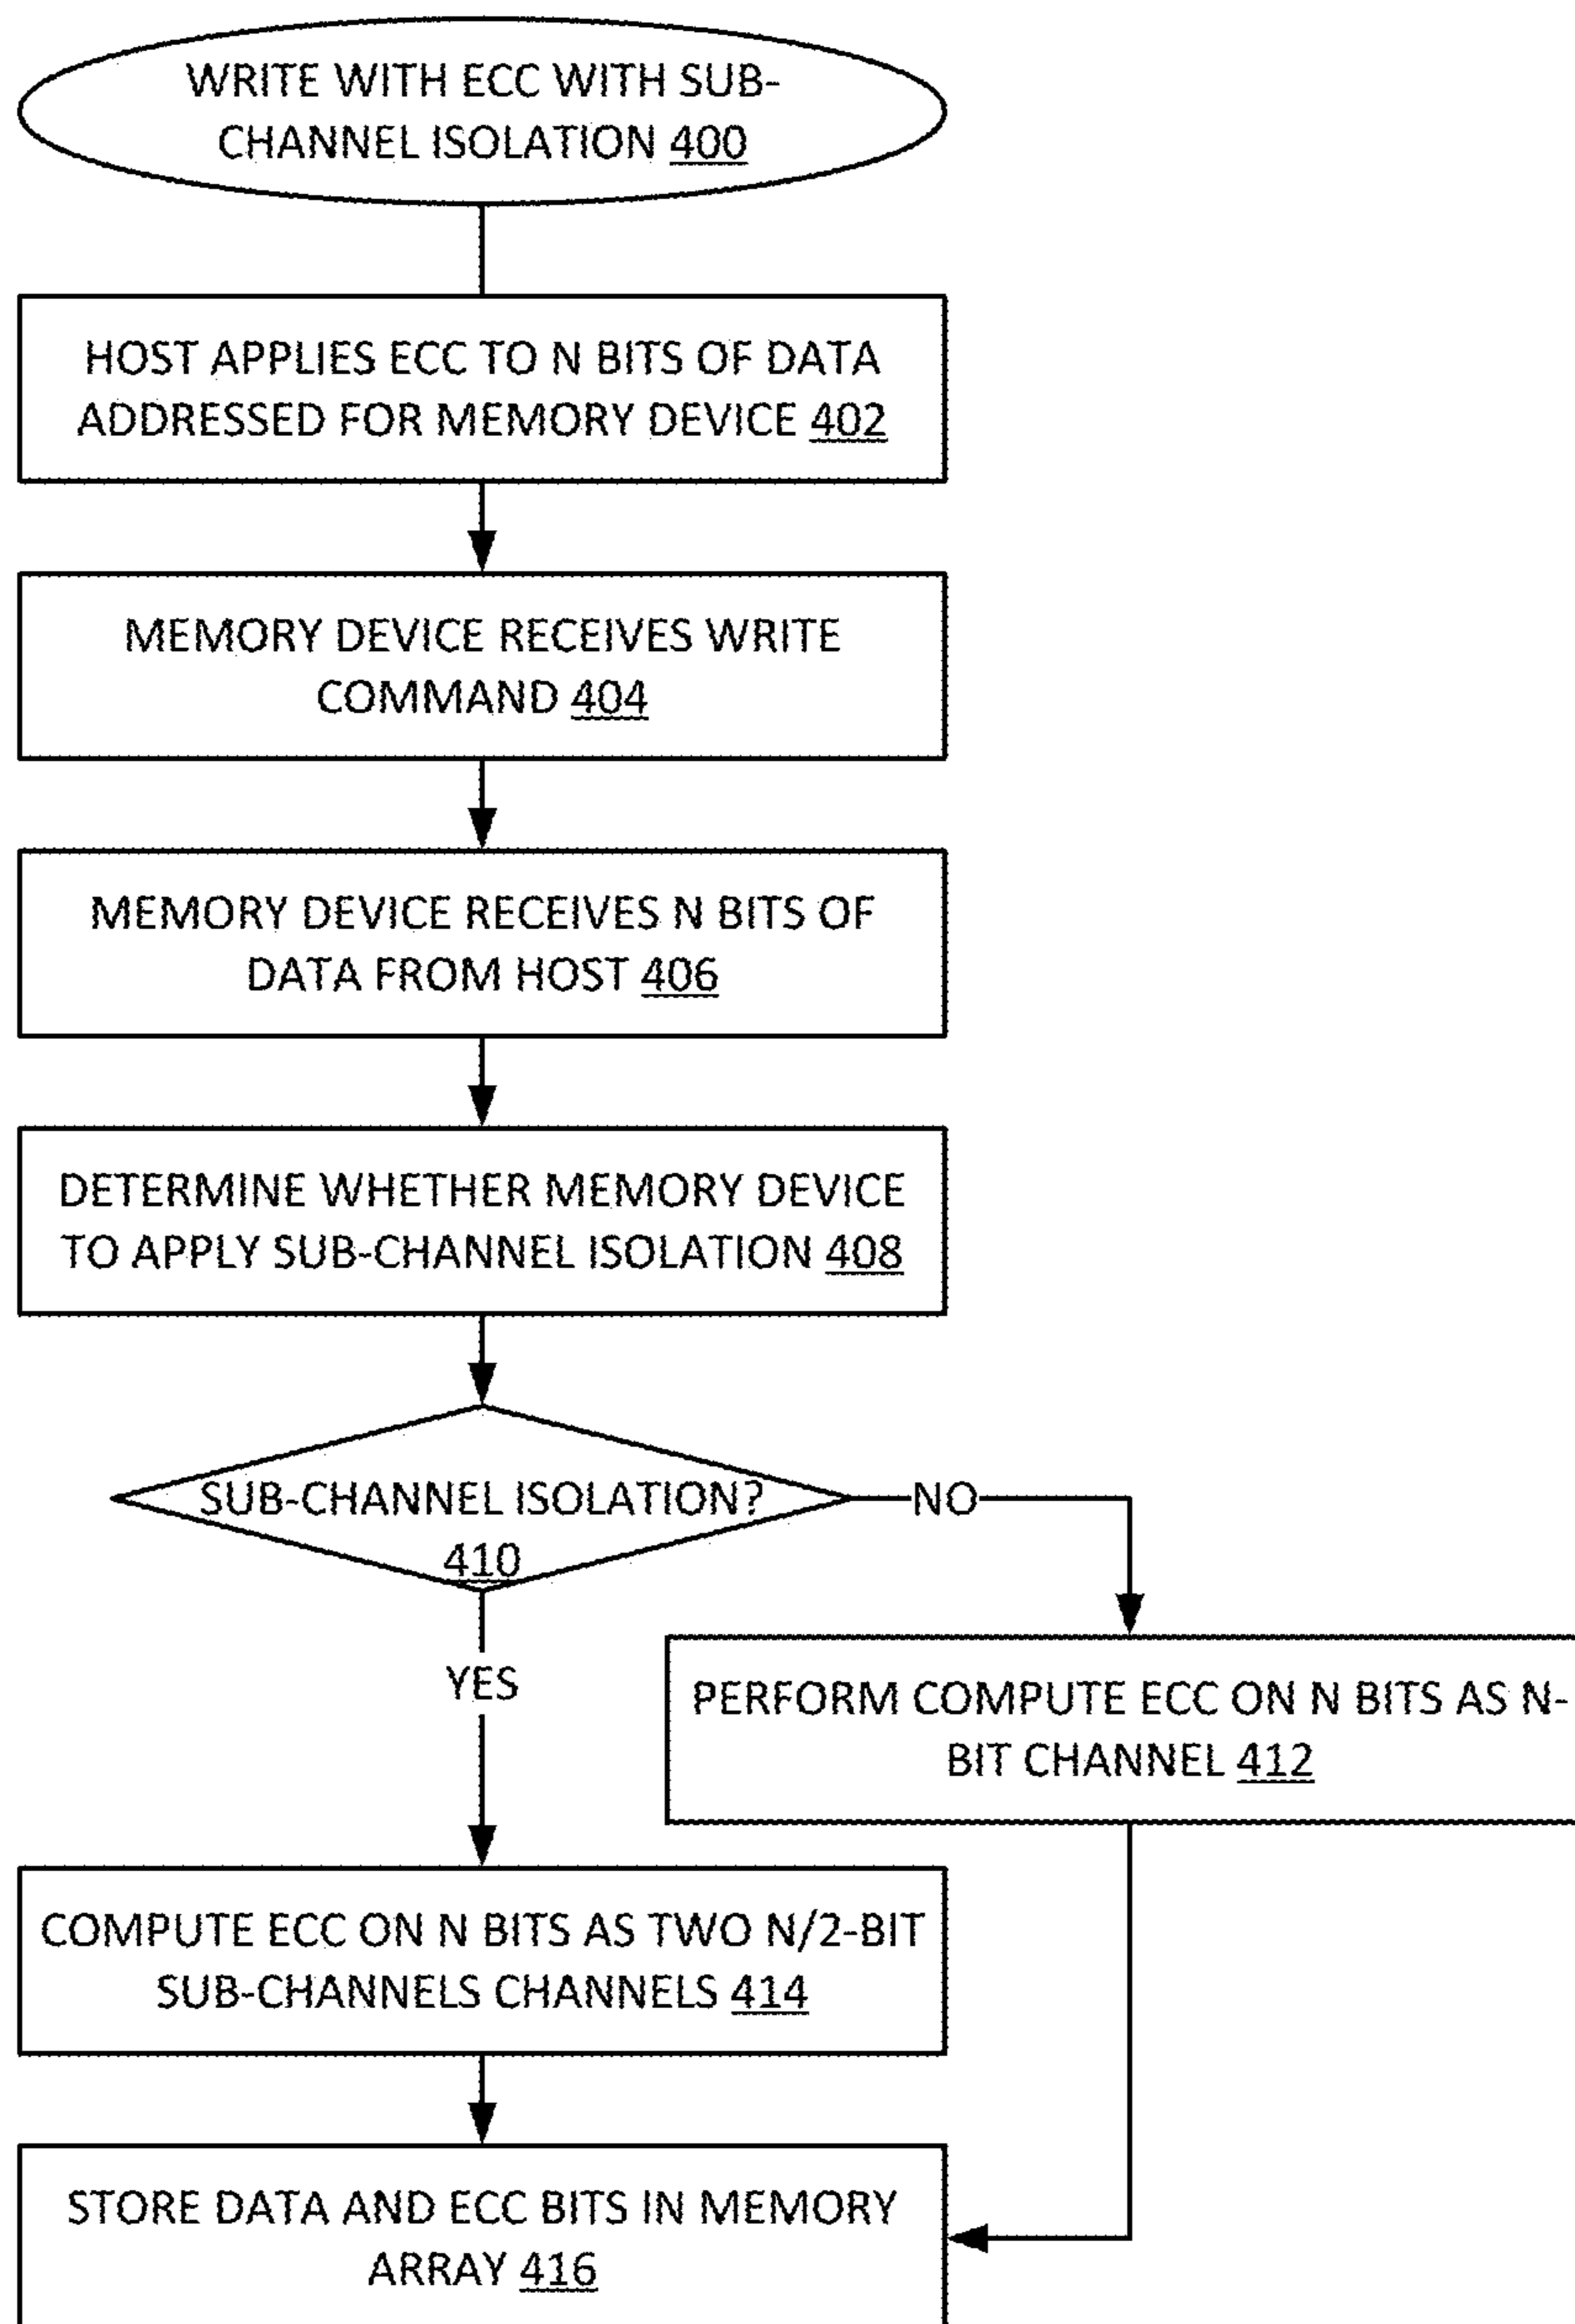 WRITE WITH ECC WITH SUB-
CHANNEL ISOLATION 400
HOST APPLIES ECC TO N BITS OF DATA
ADDRESSED FOR MEMORY DEVICE 402
MEMORY DEVICE RECEIVES WRITE
COMMAND 404
MEMORY DEVICE RECEIVES N BITS OF
DATA FROM HOST 406
DETERMINE WHETHER MEMORY DEVICE
TO APPLY SUB-CHANNEL ISOLATION 408
SUB-CHANNEL ISOLATION?
410
NO
YES
PERFORM COMPUTE ECC ON N BITS AS N-
BIT CHANNEL 412
COMPUTE ECC ON N BITS AS TWO N/2-BIT
SUB-CHANNELS CHANNELS 414
STORE DATA AND ECC BITS IN MEMORY
ARRAY 416